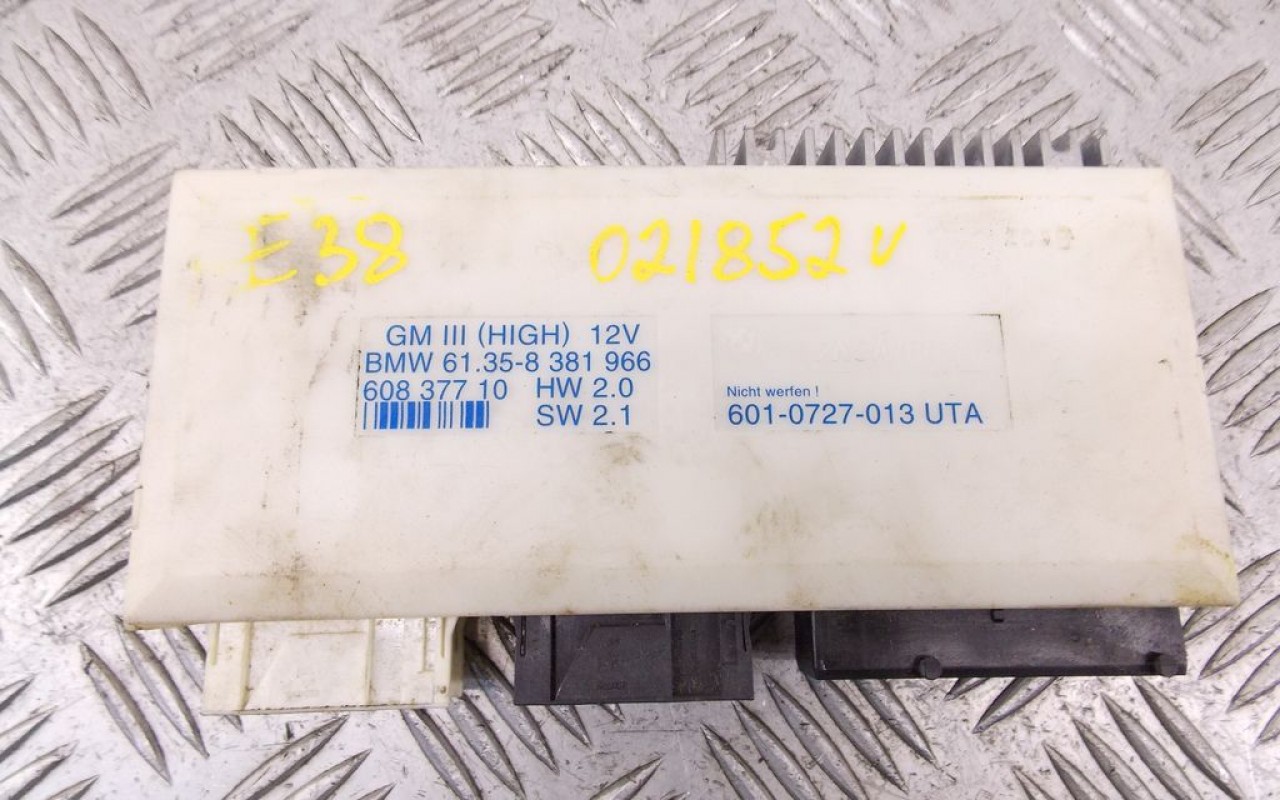 E38 021852 v
GM III (HIGH) 12V
BMW 61.35-8 381 966
608 377 10 HW 2.0
SW 2.1
Nicht werfen !
601-0727-013 UTA